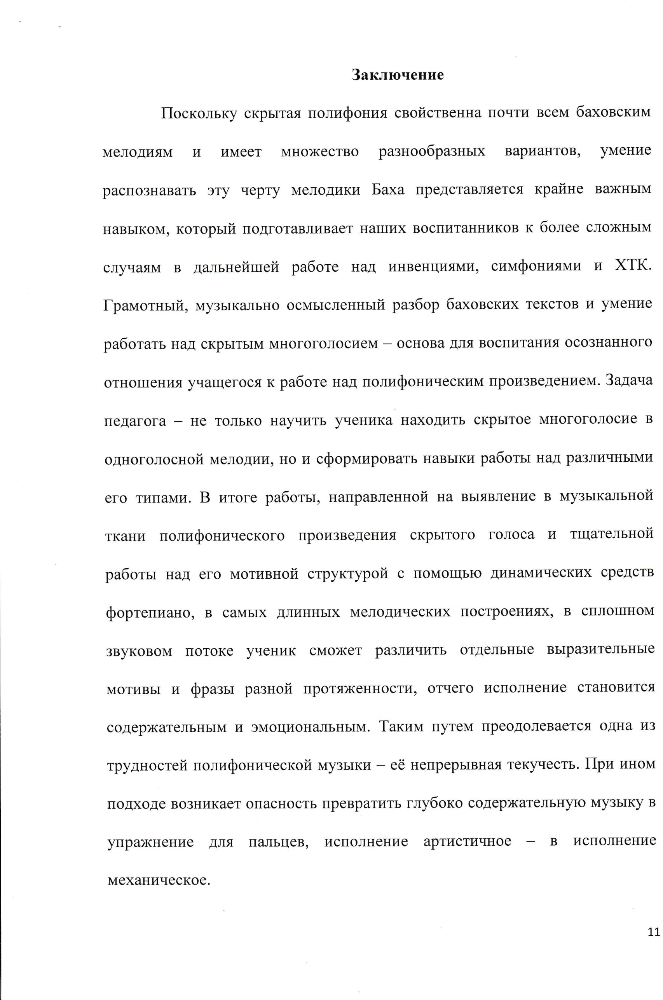 Заключение
Поскольку скрытая полифония свойственна почти всем баховским
мелодиям и имеет множество разнообразных вариантов, умение
распознавать эту черту мелодики Баха представляется крайне важным
навыком, который подготавливает наших воспитанников к более сложным
случаям в дальнейшей работе над инвенциями, симфониями и ХТК.
Грамотный, музыкально осмысленный разбор баховских текстов и умение
работать над скрытым многоголосием – основа для воспитания осознанного
отношения учащегося к работе над полифоническим произведением. Задача
педагога – не только научить ученика находить скрытое многоголосие в
одноголосной мелодии, но и сформировать навыки работы над различными
его типами. В итоге работы, направленной на выявление в музыкальной
ткани полифонического произведения скрытого голоса и тщательной
работы над его мотивной структурой с помощью динамических средств
фортепиано, в самых длинных мелодических построениях, в сплошном
звуковом потоке ученик сможет различить отдельные выразительные
мотивы и фразы разной протяженности, отчего исполнение становится
содержательным и эмоциональным. Таким путем преодолевается одна из
трудностей полифонической музыки – её непрерывная текучесть. При ином
подходе возникает опасность превратить глубоко содержательную музыку в
упражнение для пальцев, исполнение артистичное – в исполнение
механическое.
11